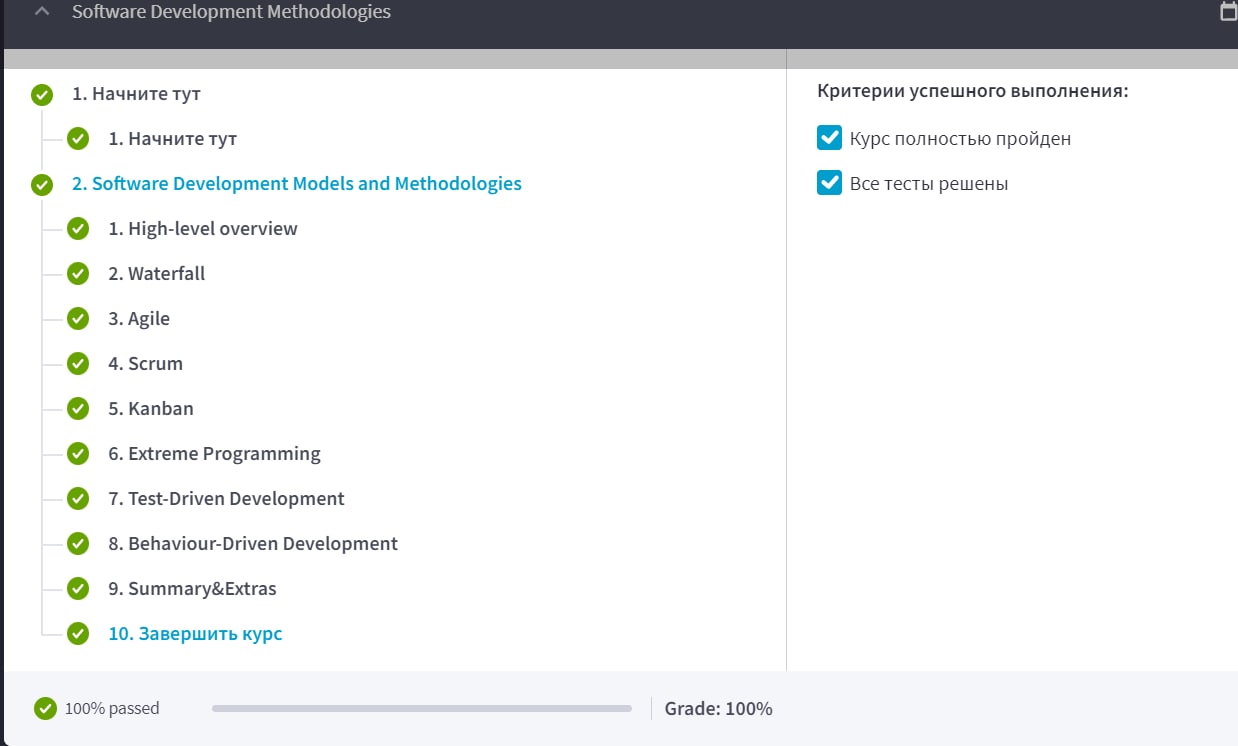 Software Development Methodologies
1. Начните тут
1. Начните тут
2. Software Development Models and Methodologies
1. High-level overview
2. Waterfall
3. Agile
4. Scrum
5. Kanban
6. Extreme Programming
7. Test-Driven Development
8. Behaviour-Driven Development
9. Summary&Extras
10. Завершить курс
Критерии успешного выполнения:
Курс полностью пройден
Все тесты решены
100% passed
Grade: 100%